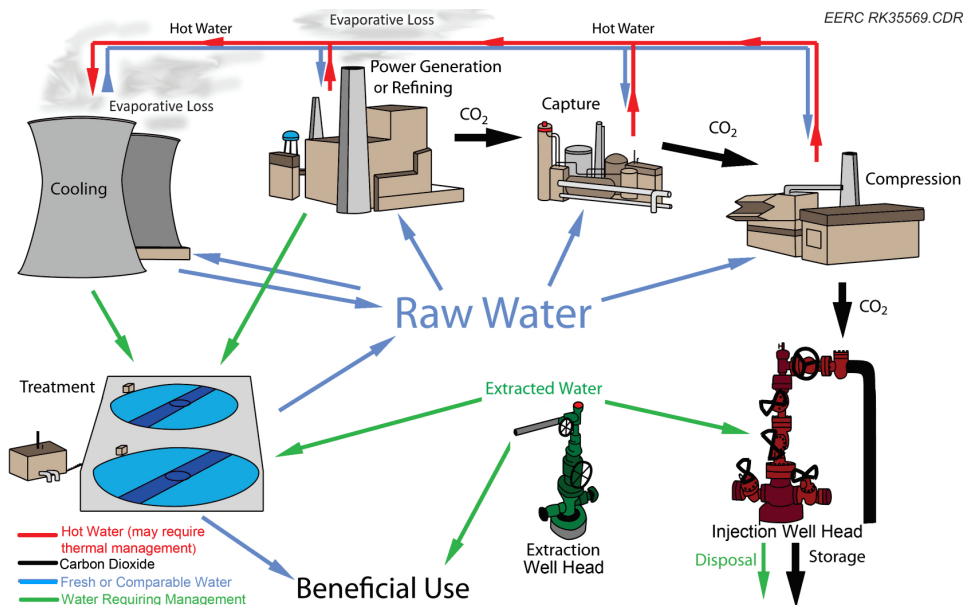 EERC RK35569.CDR
Evaporative Loss
Hot Water
Hot Water
Evaporative Loss
Power Generation
or Refining
Capture
CO2
CO2
Cooling
Compression
Raw Water
CO2
Treatment
Extracted Water
Injection Well Head
Extraction
Well Head
Disposal
Storage
Beneficial Use
Hot Water (may require
thermal management)
Carbon Dioxide
Fresh or Comparable Water
Water Requiring Management